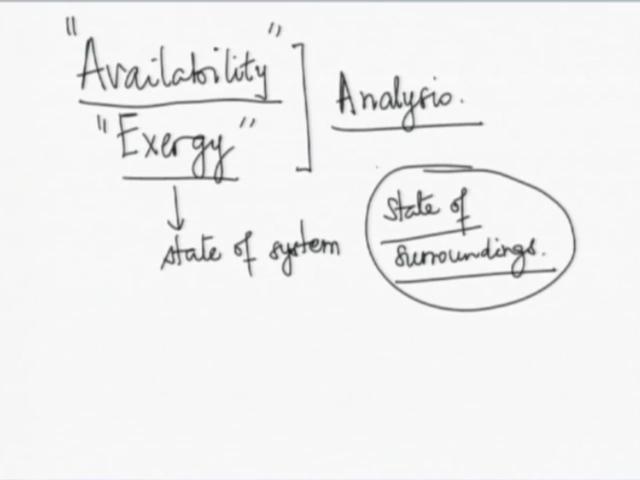 "Availability"
"Exergy"
Analysis.
state of system
state of
surroundings.